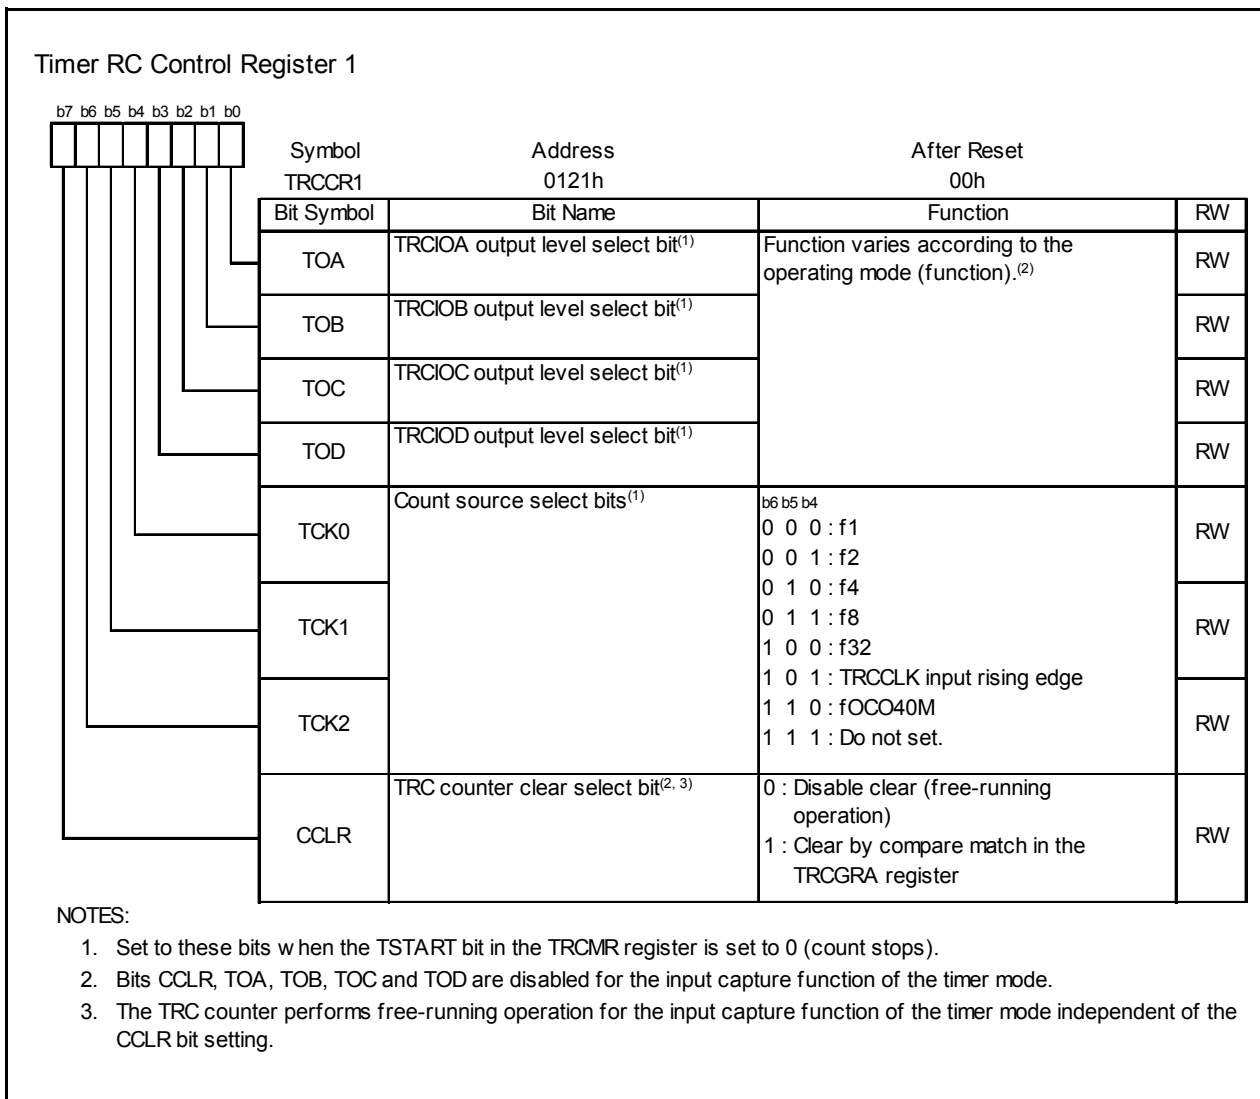 Timer RC Control Register 1
b7 b6 b5 b4 b3 b2 b1 b0
Symbol Address After Reset
TRCCR1 0121h 00h
Bit Symbol Bit Name Function RW
TOA TRCIOA output level select bit(1) Function varies according to the RW
operating mode (function).(2)
TOB TRCIOB output level select bit(1) RW
TOC TRCIOC output level select bit(1) RW
TOD TRCIOD output level select bit(1) RW
TCK0 Count source select bits(1) b6 b5 b4 RW
0 0 0 : f1
0 0 1 : f2
0 1 0 : f4
TCK1 0 1 1 : f8 RW
1 0 0 : f32
1 0 1 : TRCCLK input rising edge
TCK2 1 1 0 : fOCO40M RW
1 1 1 : Do not set.
CCLR TRC counter clear select bit(2, 3) 0 : Disable clear (free-running RW
operation)
1 : Clear by compare match in the
TRCGRA register
NOTES:
1. Set to these bits when the TSTART bit in the TRCMR register is set to 0 (count stops).
2. Bits CCLR, TOA, TOB, TOC and TOD are disabled for the input capture function of the timer mode.
3. The TRC counter performs free-running operation for the input capture function of the timer mode independent of the
CCLR bit setting.